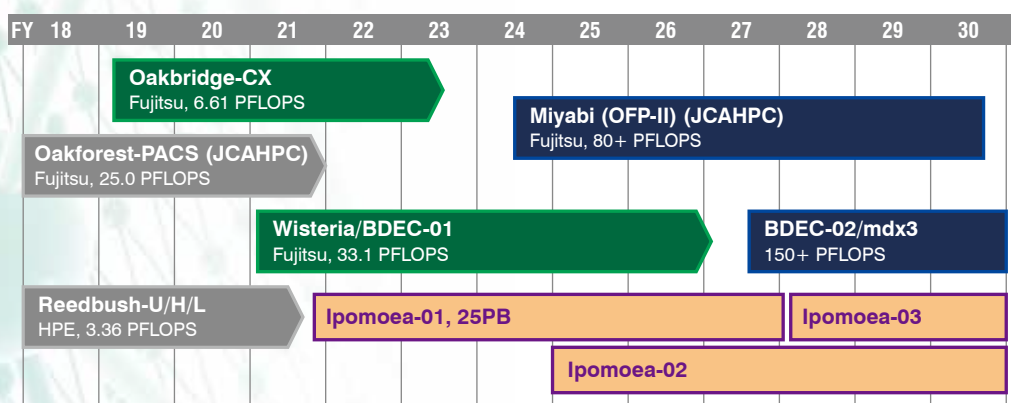 FY 18 19 20 21 22 23 24 25 26 27 28 29 30
Oakbridge-CX
Fujitsu, 6.61 PFLOPS
Miyabi (OFP-II) (JCAHPC)
Fujitsu, 80+ PFLOPS
Oakforest-PACS (JCAHPC)
Fujitsu, 25.0 PFLOPS
Wisteria/BDEC-01
Fujitsu, 33.1 PFLOPS
BDEC-02/mdx3
150+ PFLOPS
Reedbush-U/H/L
HPE, 3.36 PFLOPS
Ipomoea-01, 25PB
Ipomoea-03
Ipomoea-02